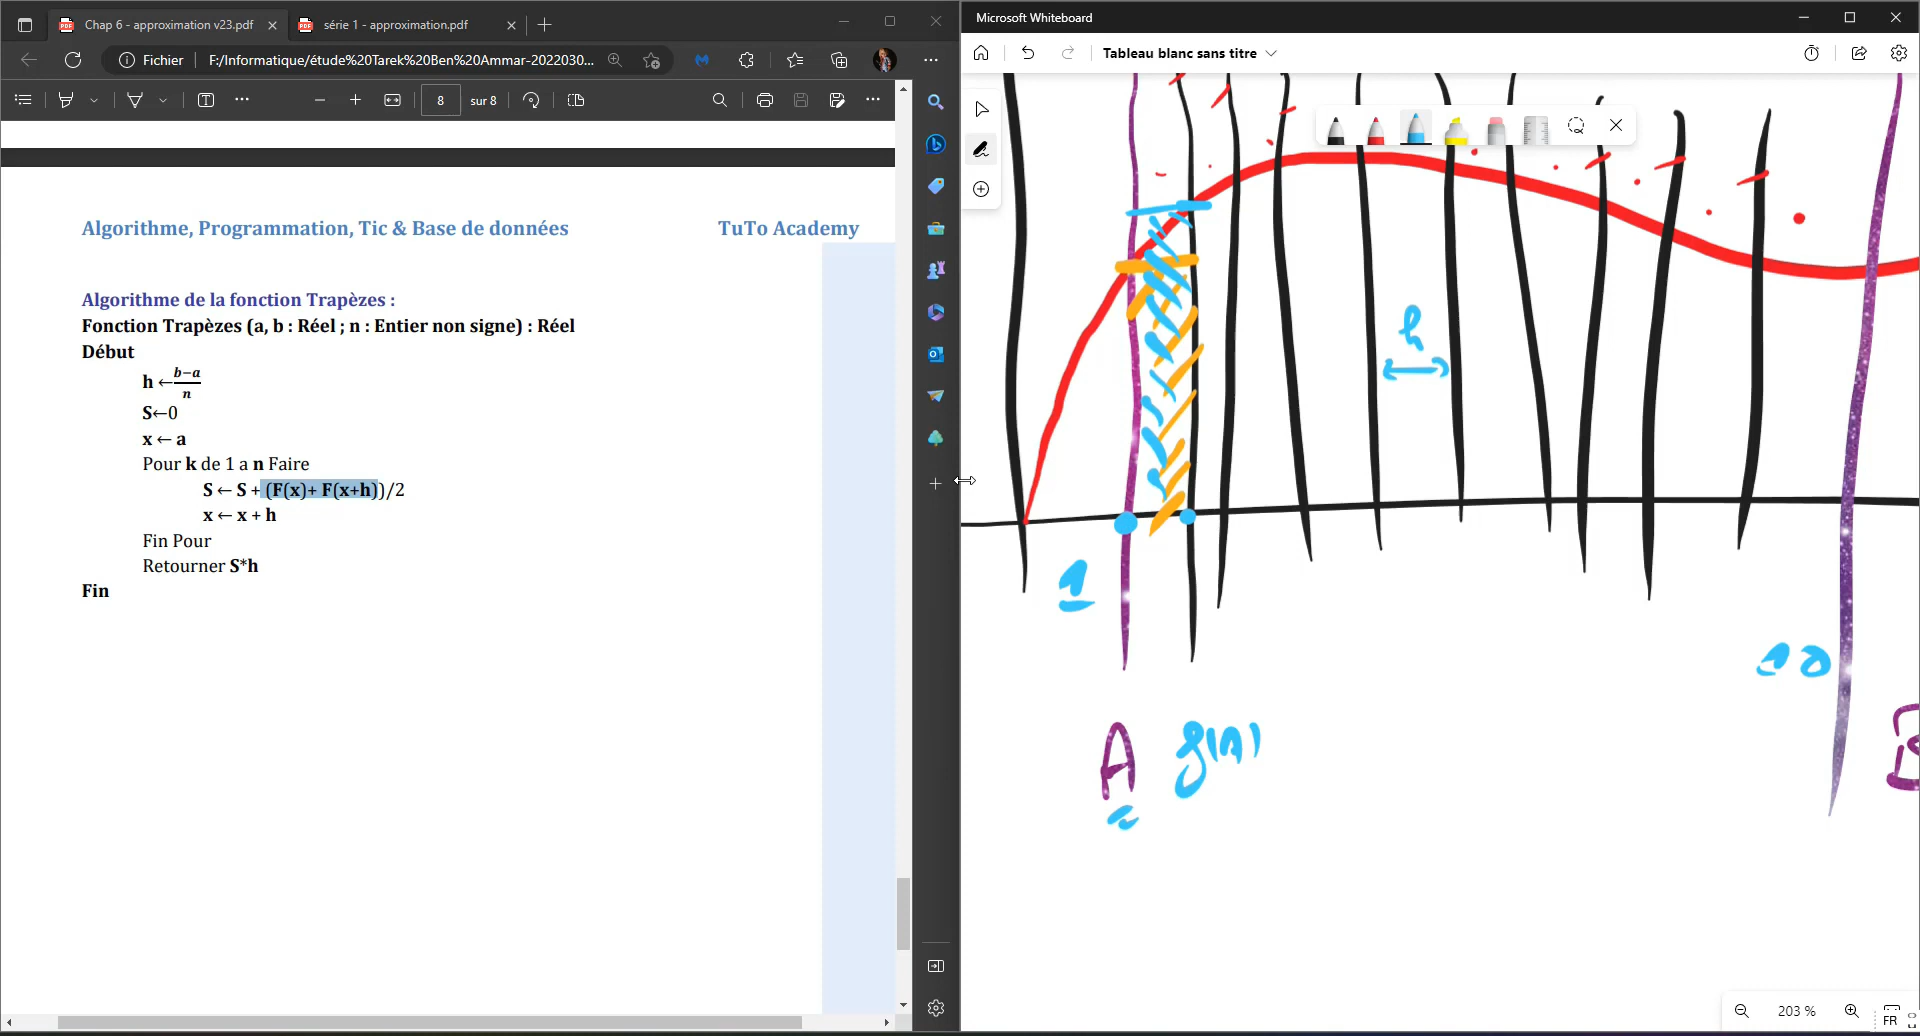 Chap 6 - approximation v23.pdf
série 1 - approximation.pdf
Fichier
F:/Informatique/étude%20Tarek%20Ben%20Ammar-2022030...
8 sur 8
Algorithme, Programmation, Tic & Base de données
TuTo Academy
Algorithme de la fonction Trapèzes :
Fonction Trapèzes (a, b : Réel ; n : Entier non signe) : Réel
Début
h ← b−a / n
S←0
x ← a
Pour k de 1 a n Faire
S ← S + (F(x)+ F(x+h))/2
x ← x + h
Fin Pour
Retourner S*h
Fin
Microsoft Whiteboard
Tableau blanc sans titre
h
1
10
A f(A)
B
203 %
FR